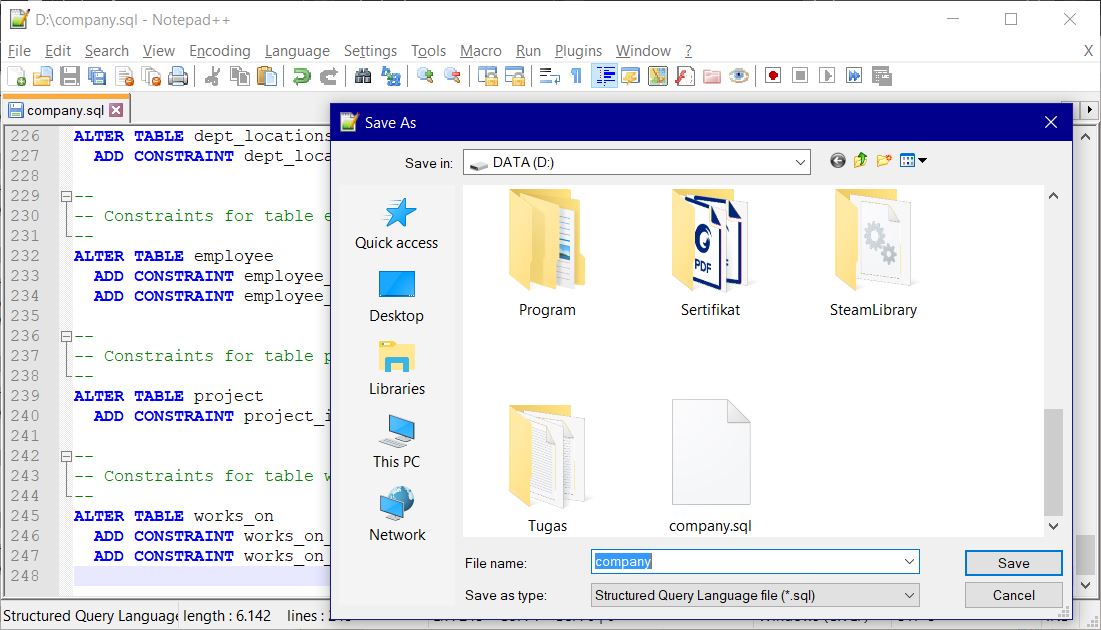 D:\company.sql - Notepad++
File Edit Search View Encoding Language Settings Tools Macro Run Plugins Window ? X
company.sql
226 ALTER TABLE dept_locations
227 ADD CONSTRAINT dept_loca
228
229 --
230 -- Constraints for table e
231 --
232 ALTER TABLE employee
233 ADD CONSTRAINT employee_
234 ADD CONSTRAINT employee_
235
236 --
237 -- Constraints for table p
238 --
239 ALTER TABLE project
240 ADD CONSTRAINT project_i
241
242 --
243 -- Constraints for table w
244 --
245 ALTER TABLE works_on
246 ADD CONSTRAINT works_on_
247 ADD CONSTRAINT works_on_
248
Structured Query Language length : 6.142 lines :
Save As
Save in: DATA (D:)
Quick access
Desktop
Libraries
This PC
Network
Program
PDF
Sertifikat
SteamLibrary
Tugas
company.sql
File name: company
Save
Save as type: Structured Query Language file (*.sql)
Cancel